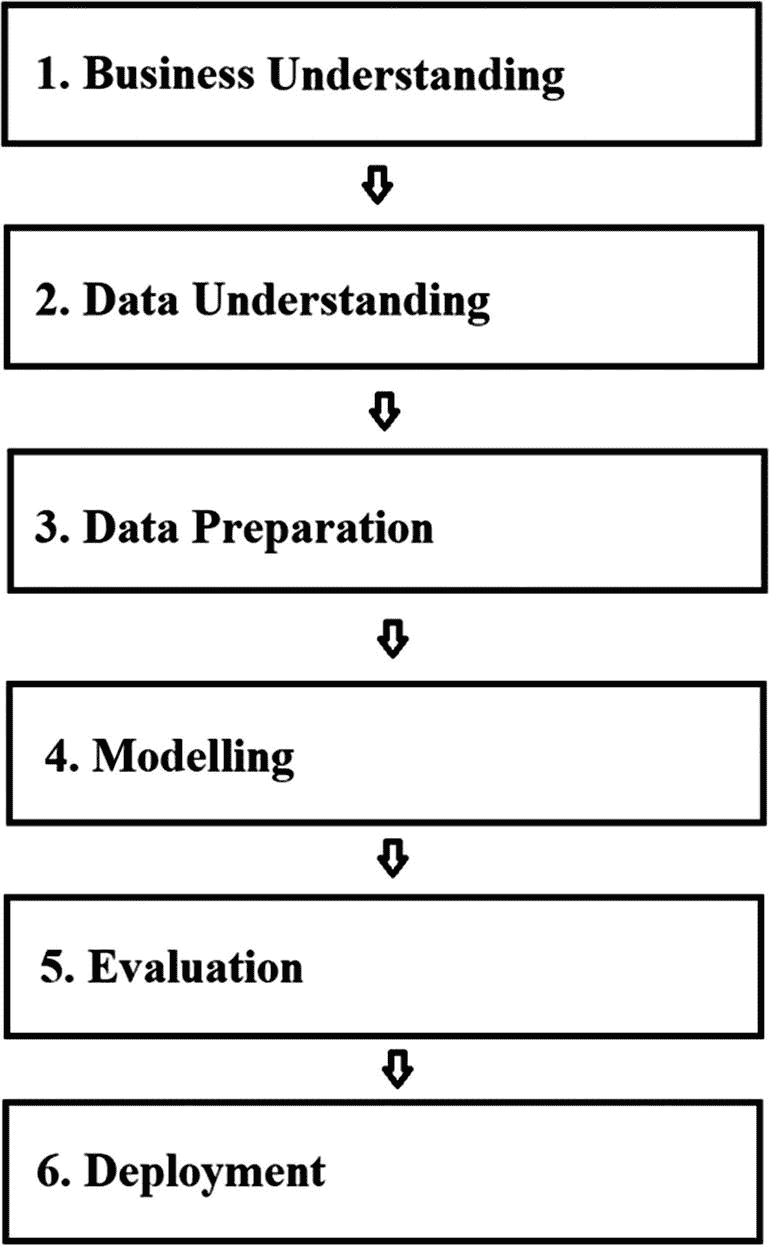 1. Business Understanding
2. Data Understanding
3. Data Preparation
4. Modelling
5. Evaluation
6. Deployment